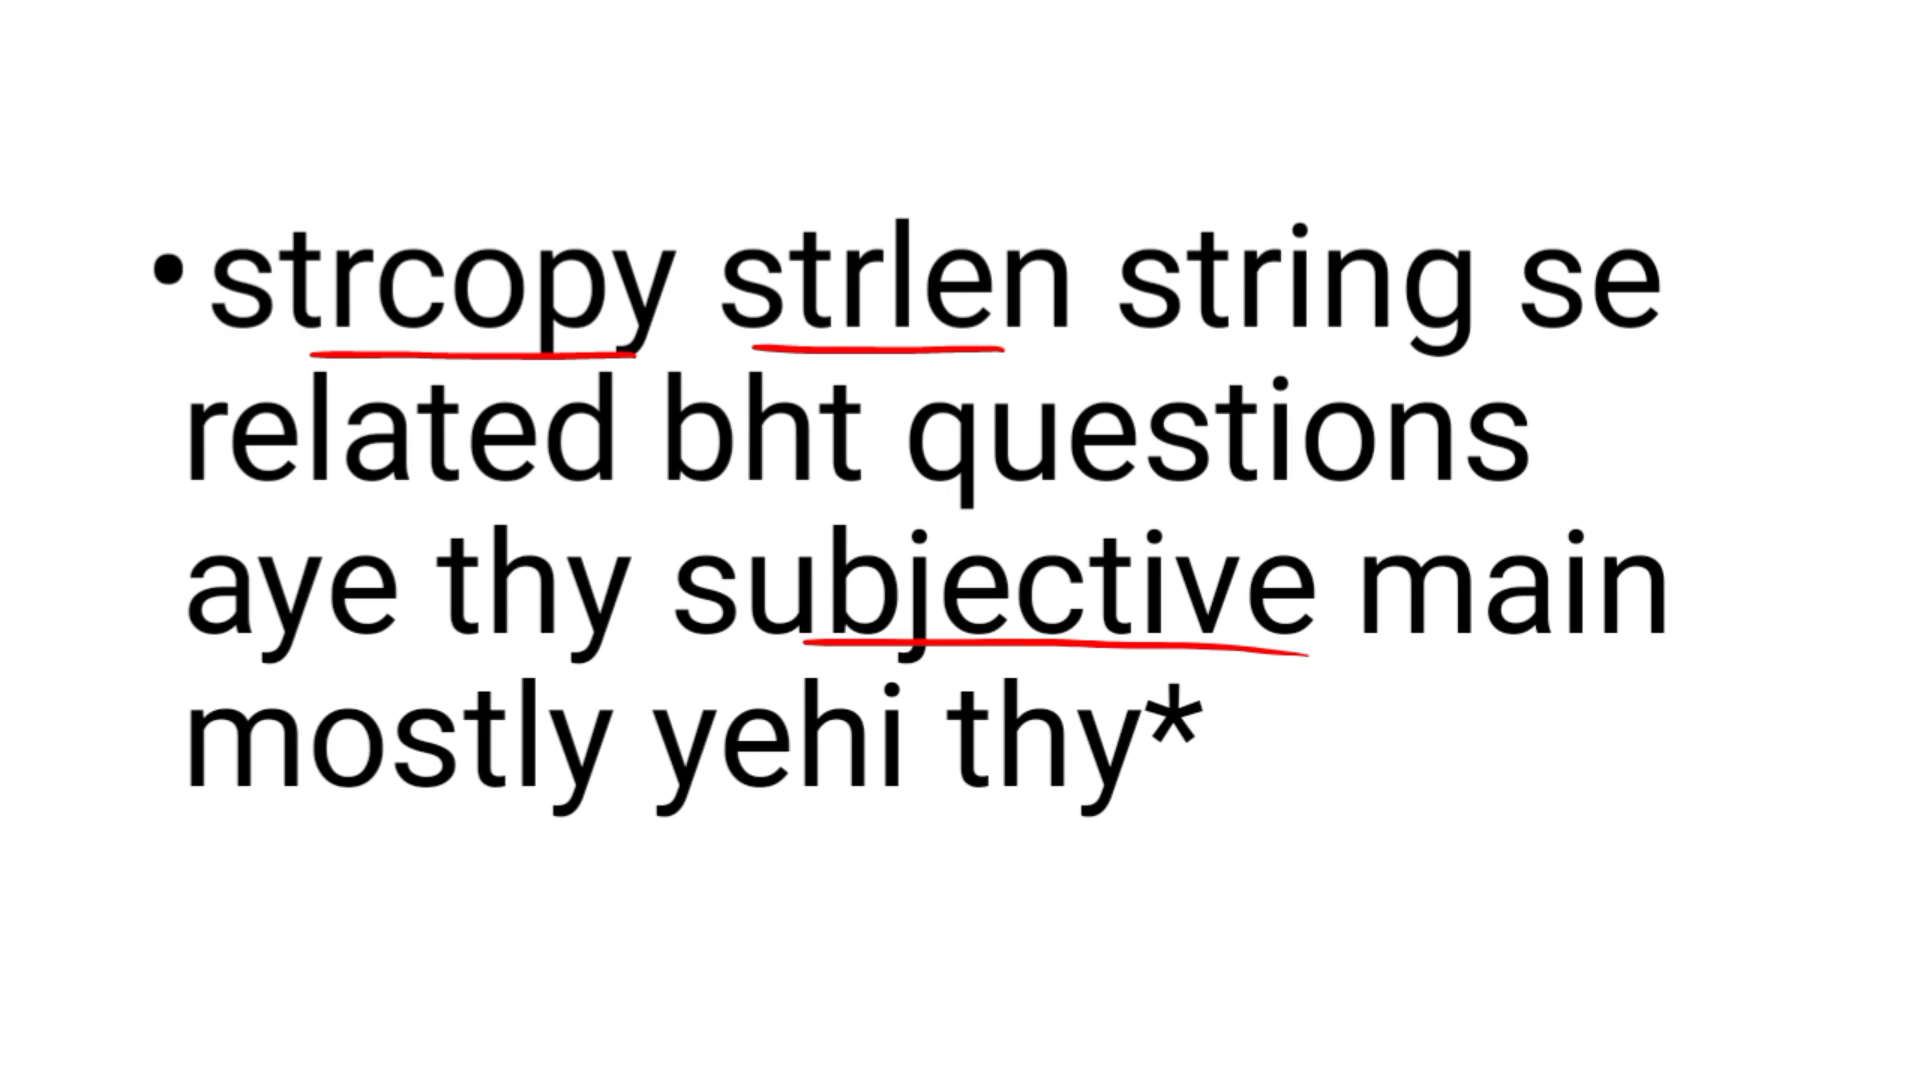 •strcopy strlen string se
related bht questions
aye thy subjective main
mostly yehi thy*